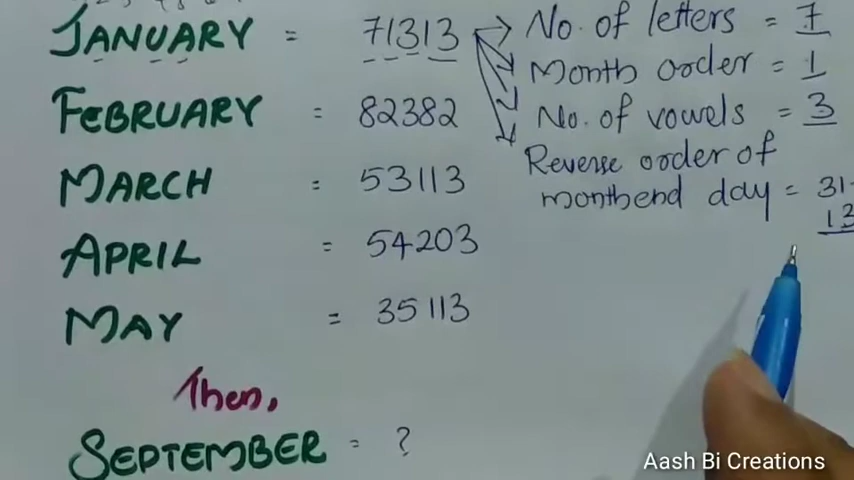 JANUARY = 71313 → No. of letters = 7
Month order = 1
FEBRUARY = 82382 No. of vowels = 3
Reverse order of
MARCH = 53113 monthend day = 31
13
APRIL = 54203
MAY = 35113
Then,
SEPTEMBER = ?
Aash Bi Creations